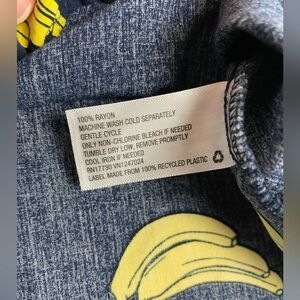 100% RAYON
MACHINE WASH COLD SEPARATELY
GENTLE CYCLE
ONLY NON-CHLORINE BLEACH IF NEEDED
TUMBLE DRY LOW, REMOVE PROMPTLY
COOL IRON IF NEEDED
RN17730 VN1247024
LABEL MADE FROM 100% RECYCLED PLASTIC